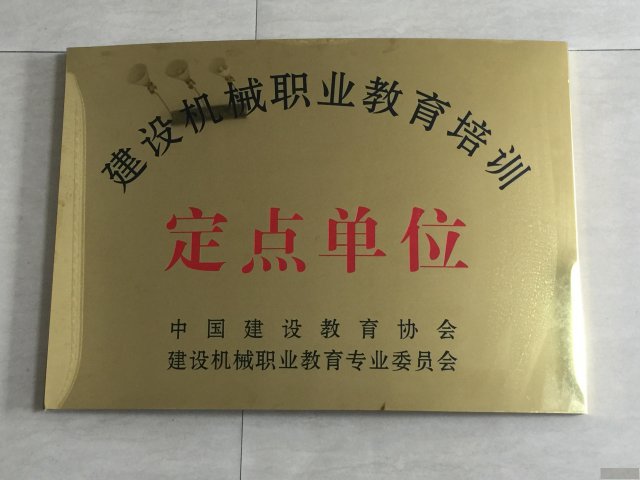 建设机械职业教育培训
定点单位
中国建设教育协会
建设机械职业教育专业委员会